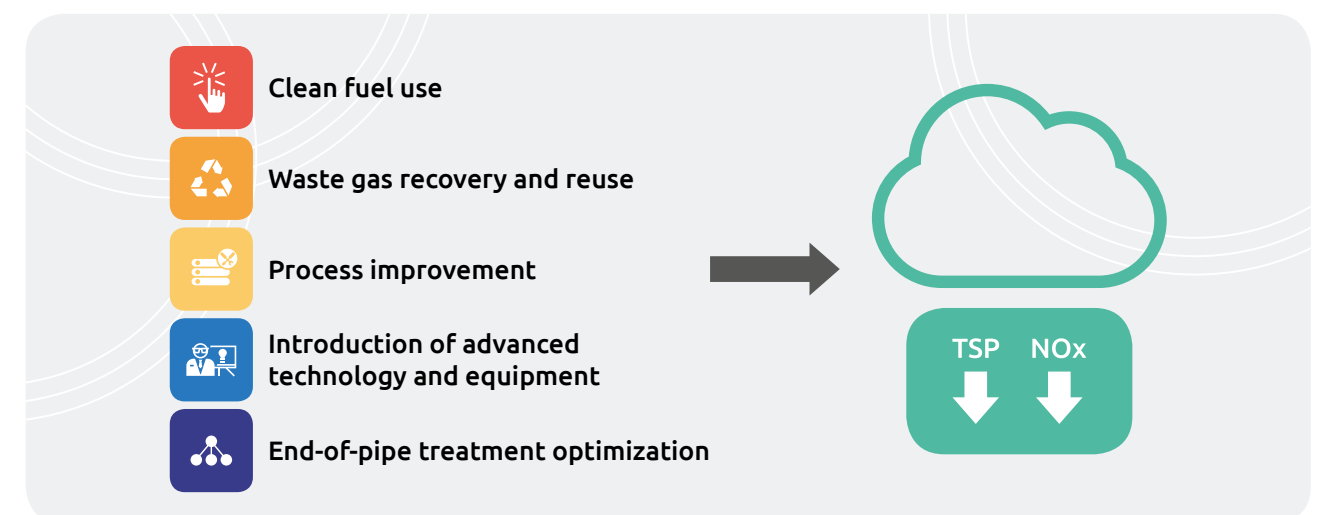 Clean fuel use
Waste gas recovery and reuse
Process improvement
Introduction of advanced
technology and equipment
End-of-pipe treatment optimization
TSP NOx